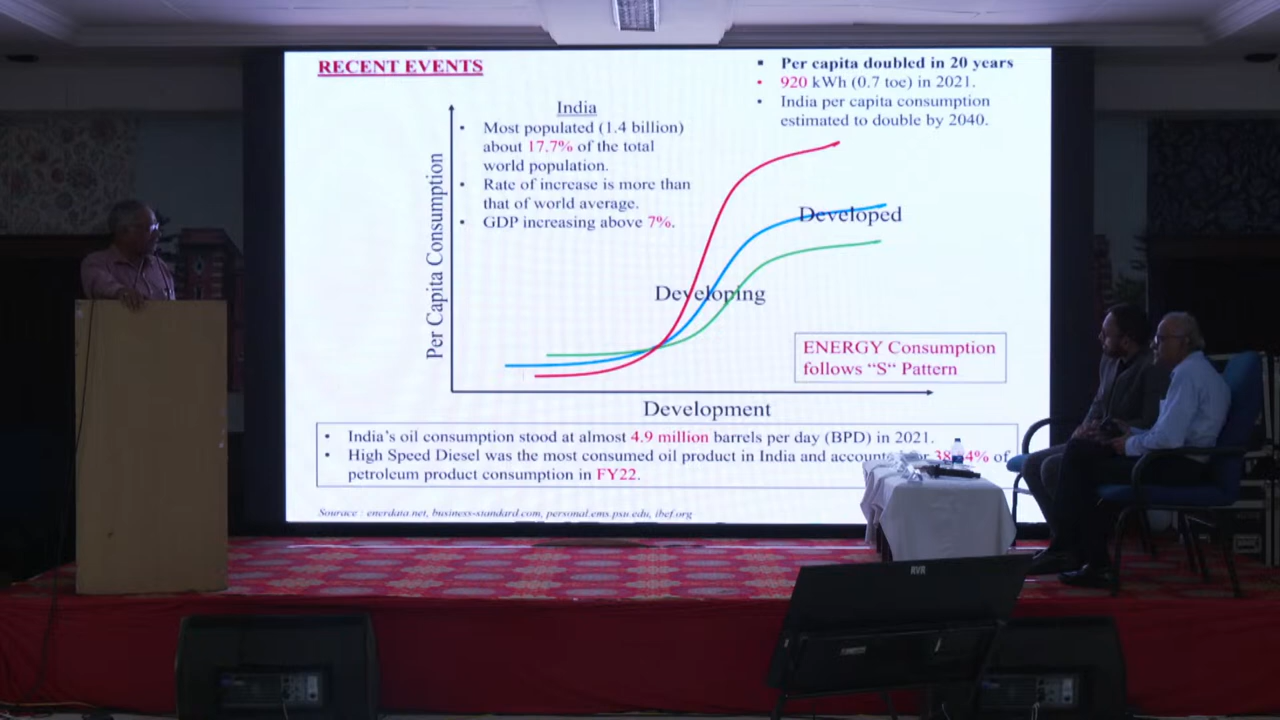 RECENT EVENTS
▪ Per capita doubled in 20 years
• 920 kWh (0.7 toe) in 2021.
• India per capita consumption
estimated to double by 2040.
India
• Most populated (1.4 billion)
about 17.7% of the total
world population.
• Rate of increase is more than
that of world average.
• GDP increasing above 7%.
Per Capita Consumption
Developed
Developing
ENERGY Consumption
follows “S“ Pattern
Development
• India's oil consumption stood at almost 4.9 million barrels per day (BPD) in 2021.
• High Speed Diesel was the most consumed oil product in India and of
petroleum product consumption in FY22.
Sourace : enerdata.net, business-standard.com, personal.ems.psu.edu, ibef.org
RVR